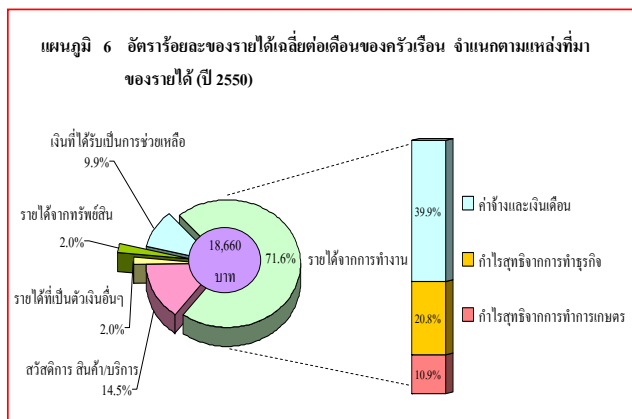 แผนภูมิ 6 อัตราร้อยละของรายได้เฉลี่ยต่อเดือนของครัวเรือน จำแนกตามแหล่งที่มา
ของรายได้ (ปี 2550)
เงินที่ได้รับเป็นการช่วยเหลือ
9.9%
รายได้จากทรัพย์สิน
2.0%
รายได้ที่เป็นตัวเงินอื่นๆ
2.0%
สวัสดิการ สินค้า/บริการ
14.5%
18,660
บาท
71.6%
รายได้จากการทำงาน
39.9%
20.8%
10.9%
ค่าจ้างและเงินเดือน
กำไรสุทธิจากการทำธุรกิจ
กำไรสุทธิจากการทำการเกษตร